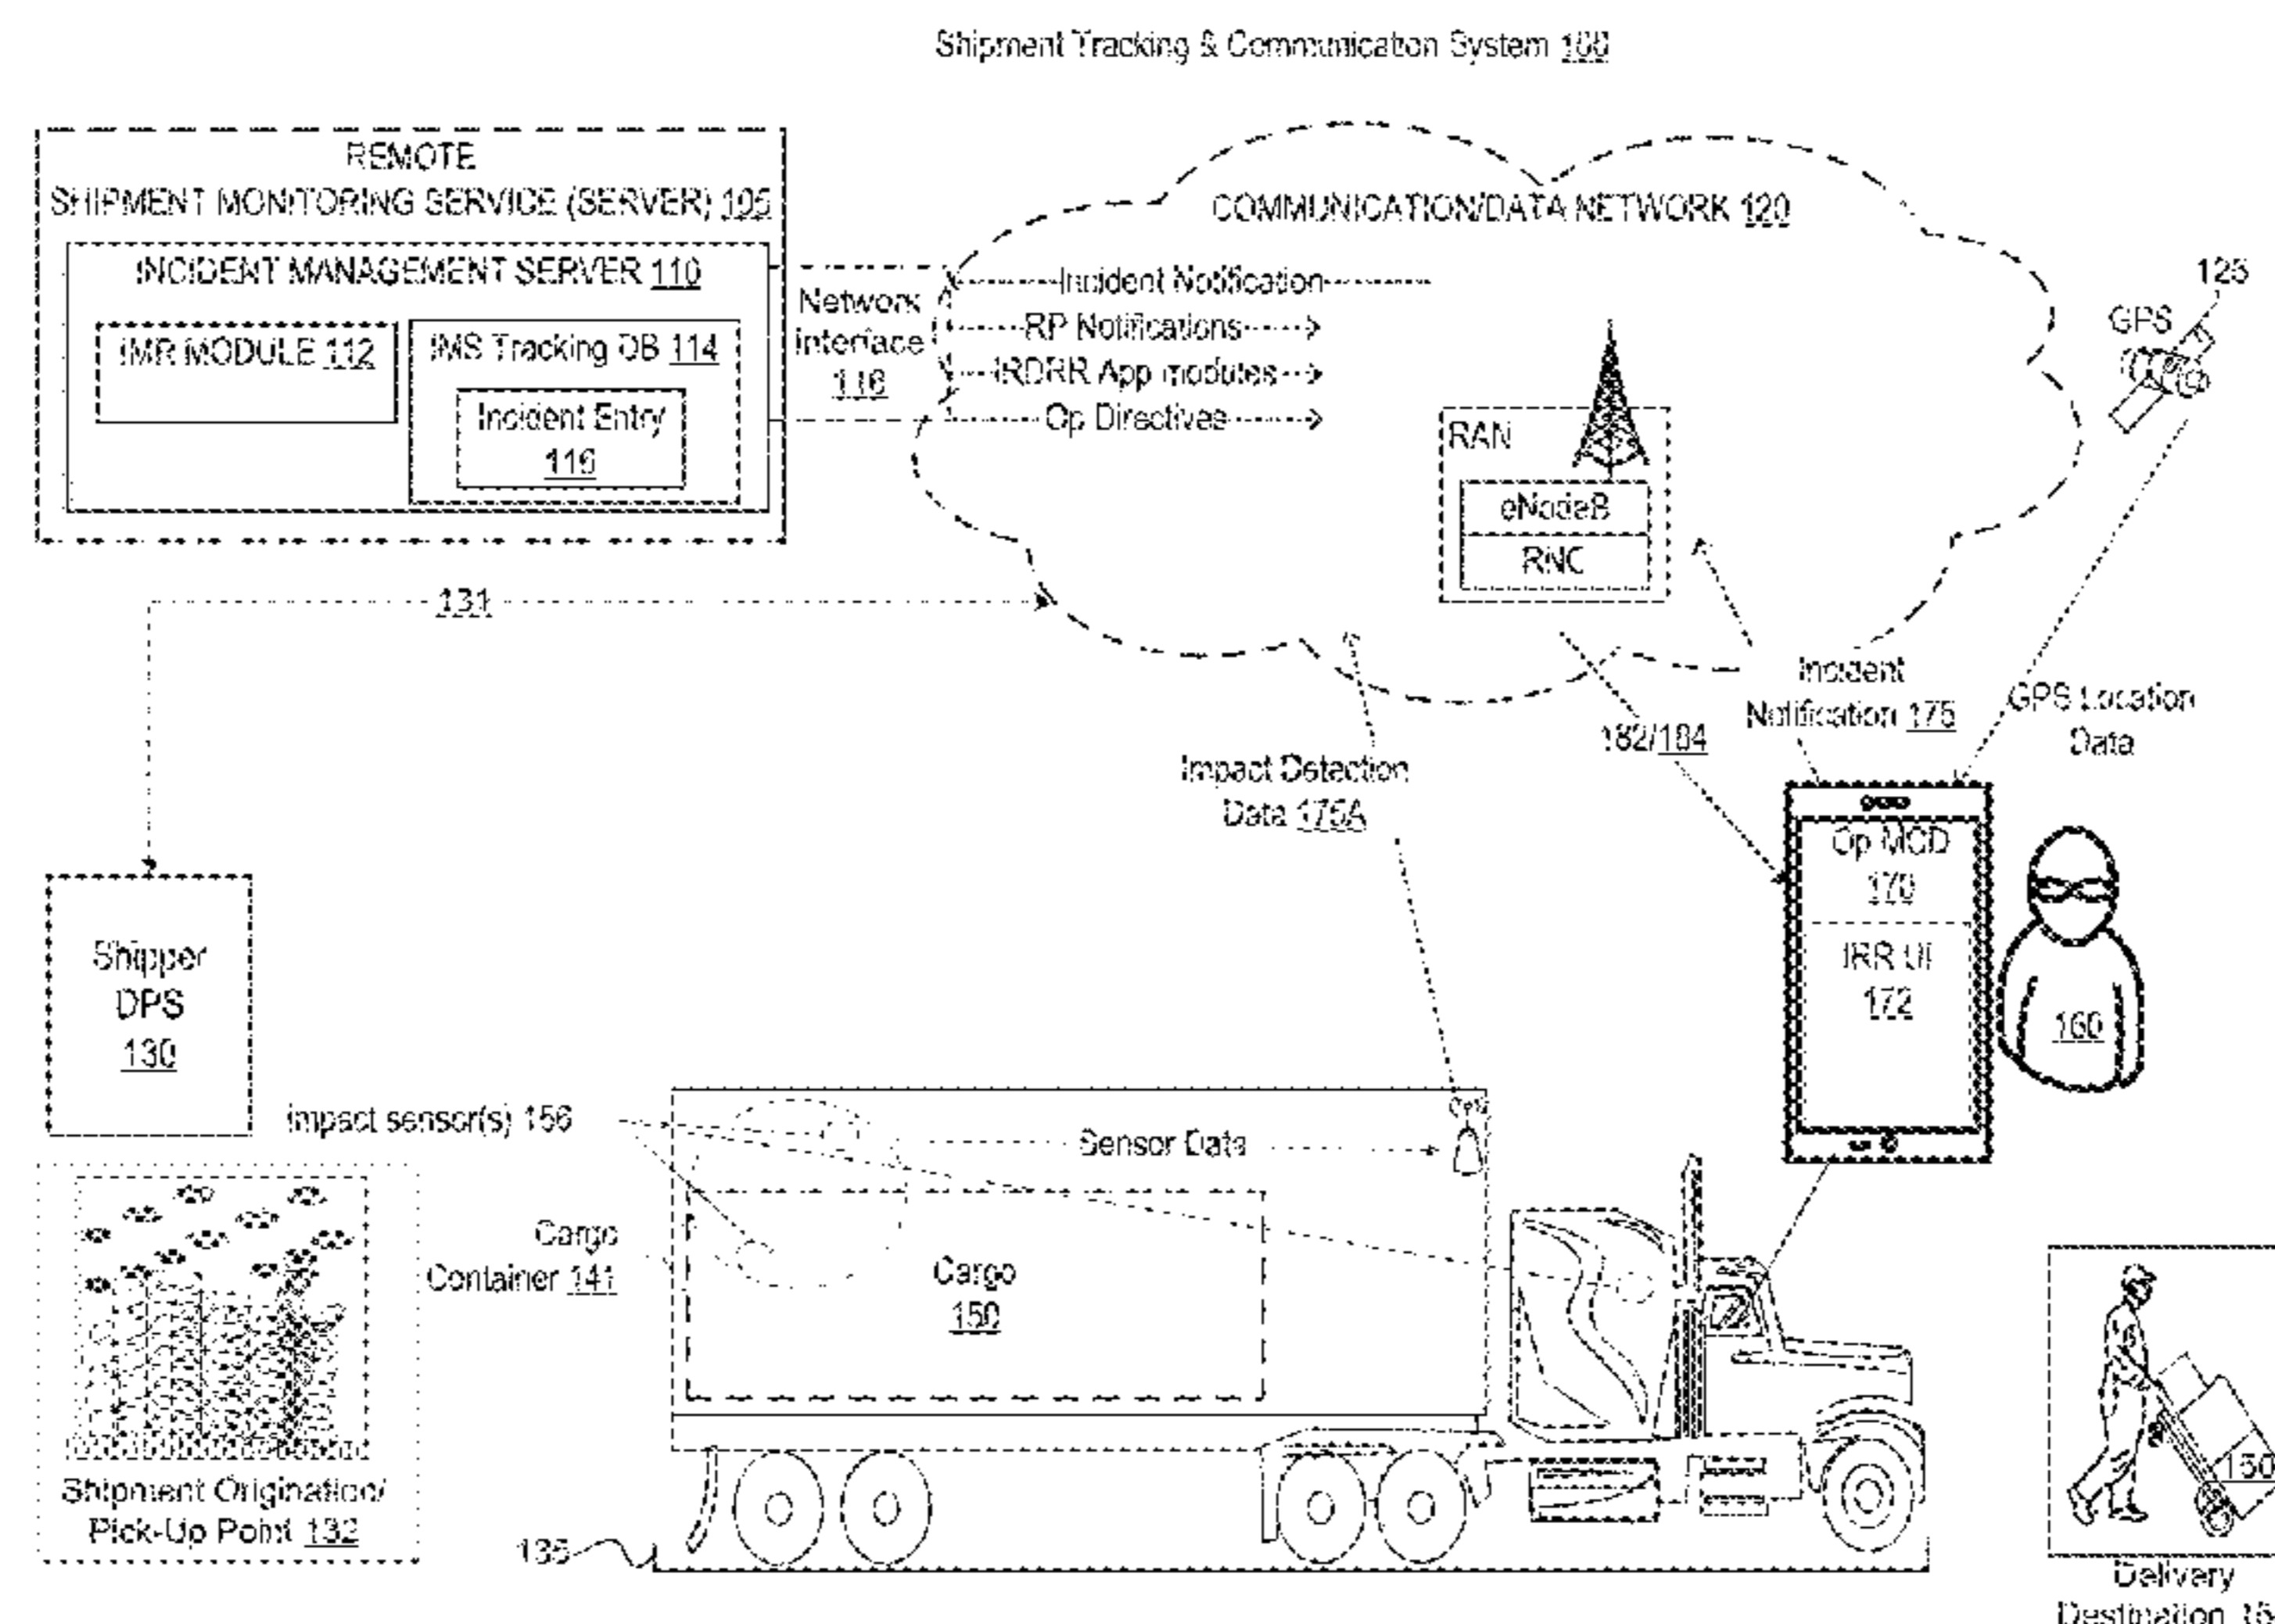 Shipment Tracking & Communication System 100
REMOTE
SHIPMENT MONITORING SERVICE (SERVER) 105
INCIDENT MANAGEMENT SERVER 110
IMR MODULE 112
IMS Tracking DB 114
Incident Entry
116
Network
Interface
116
COMMUNICATION/DATA NETWORK 120
Incident Notification
RP Notifications
IRDRR App modules
Op Directives
RAN
eNodeB
RNC
125
GPS
131
Incident
Notification 175
GPS Location
Data
182/184
Impact Detection
Data 175A
Op MCD
170
IRR UI
172
160
Shipper
DPS
130
Impact sensor(s) 156
Sensor Data
Cargo
Container 141
Cargo
150
Shipment Origination/
Pick-Up Point 132
135
150
Delivery
Destination